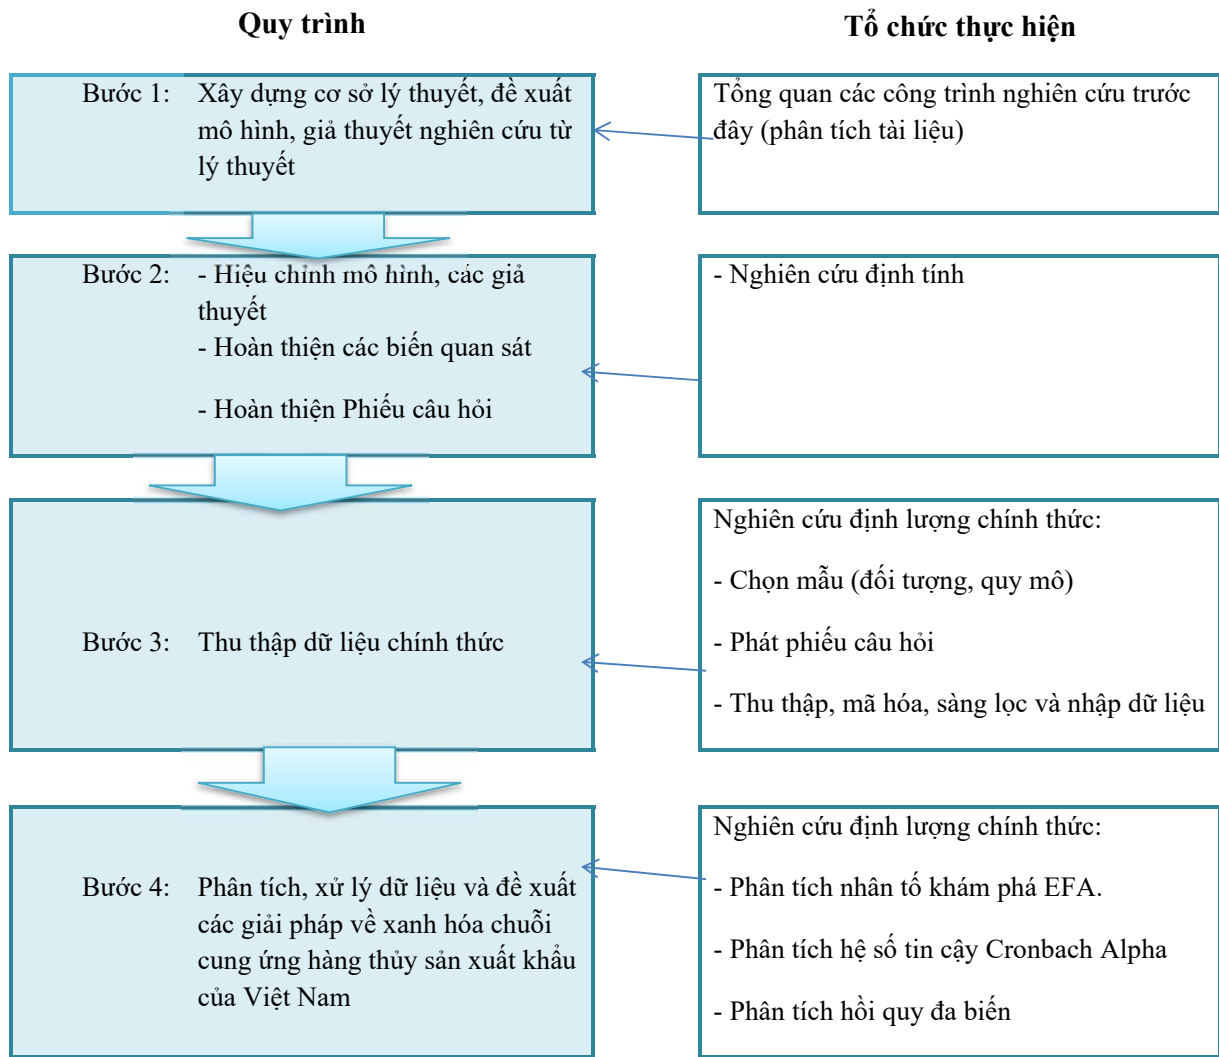 Quy trình
Tổ chức thực hiện
Bước 1: Xây dựng cơ sở lý thuyết, đề xuất
mô hình, giả thuyết nghiên cứu từ
lý thuyết
Tổng quan các công trình nghiên cứu trước
đây (phân tích tài liệu)
Bước 2: - Hiệu chỉnh mô hình, các giả
thuyết
- Hoàn thiện các biến quan sát
- Hoàn thiện Phiếu câu hỏi
- Nghiên cứu định tính
Bước 3: Thu thập dữ liệu chính thức
Nghiên cứu định lượng chính thức:
- Chọn mẫu (đối tượng, quy mô)
- Phát phiếu câu hỏi
- Thu thập, mã hóa, sàng lọc và nhập dữ liệu
Bước 4: Phân tích, xử lý dữ liệu và đề xuất
các giải pháp về xanh hóa chuỗi
cung ứng hàng thủy sản xuất khẩu
của Việt Nam
Nghiên cứu định lượng chính thức:
- Phân tích nhân tố khám phá EFA.
- Phân tích hệ số tin cậy Cronbach Alpha
- Phân tích hồi quy đa biến